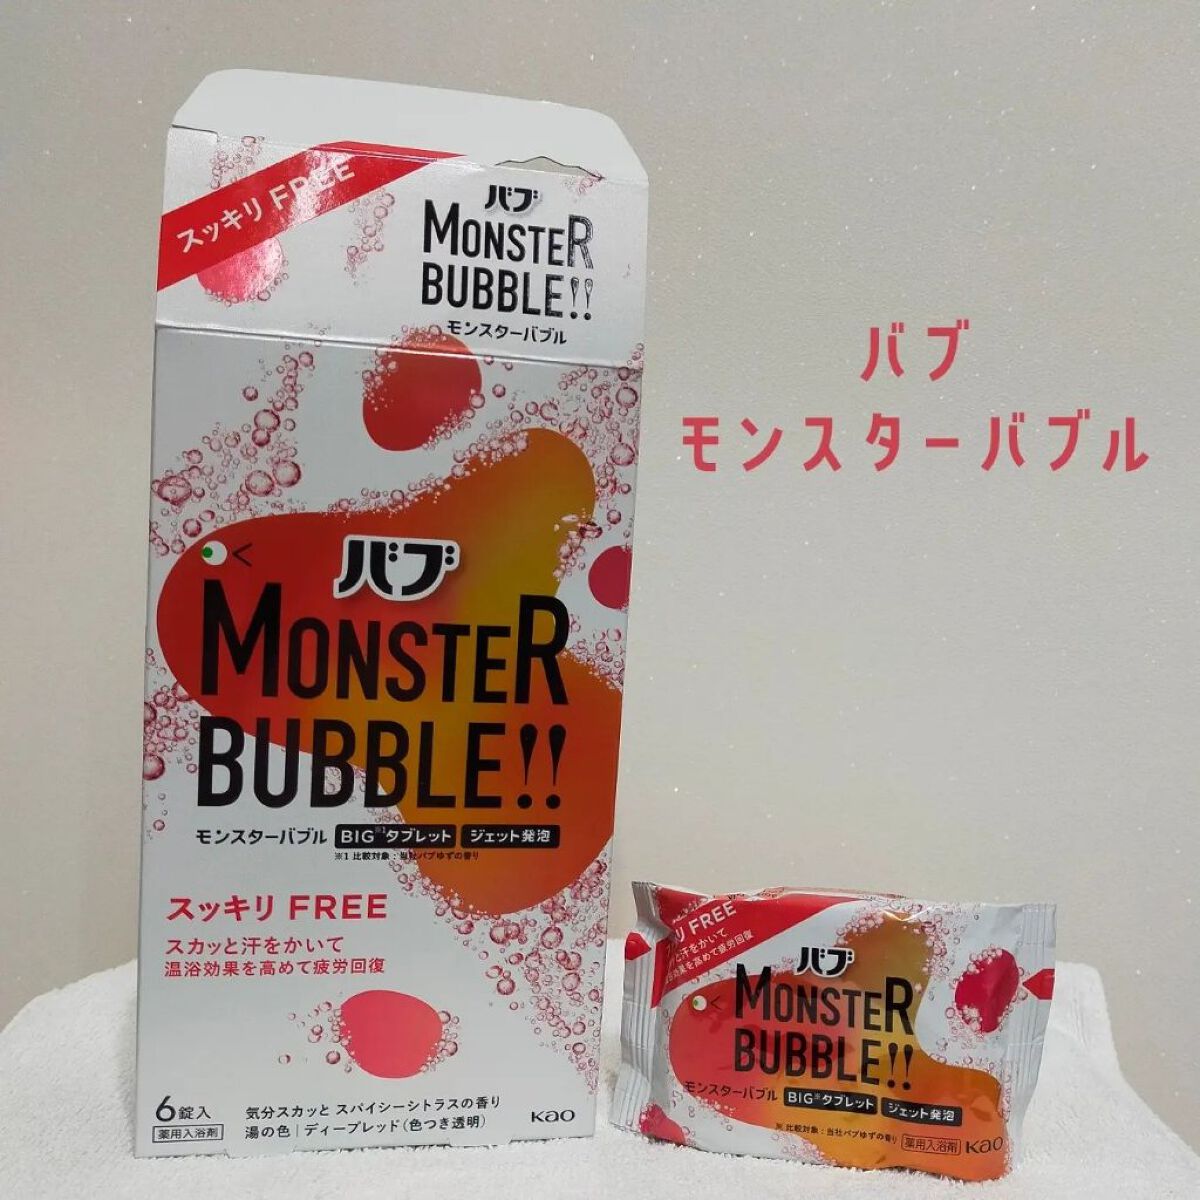 スッキリ FREE
バブ
MONSTER
BUBBLE!!
モンスターバブル
バブ
モンスターバブル
バブ
MONSTER
BUBBLE!!
モンスターバブル BIG※1タブレット ジェット発泡
※1 比較対象：当社バブゆずの香り
スッキリ FREE
スカッと汗をかいて
温浴効果を高めて疲労回復
6錠入
薬用入浴剤
気分スカッと スパイシーシトラスの香り
湯の色｜ディープレッド（色つき透明）
Kao
リ FREE
と汗をかいて
浴効果を高めて疲労回復
バブ
MONSTER
BUBBLE!!
モンスターバブル BIG※タブレット ジェット発泡
※ 比較対象：当社バブゆずの香り
薬用入浴剤
Kao